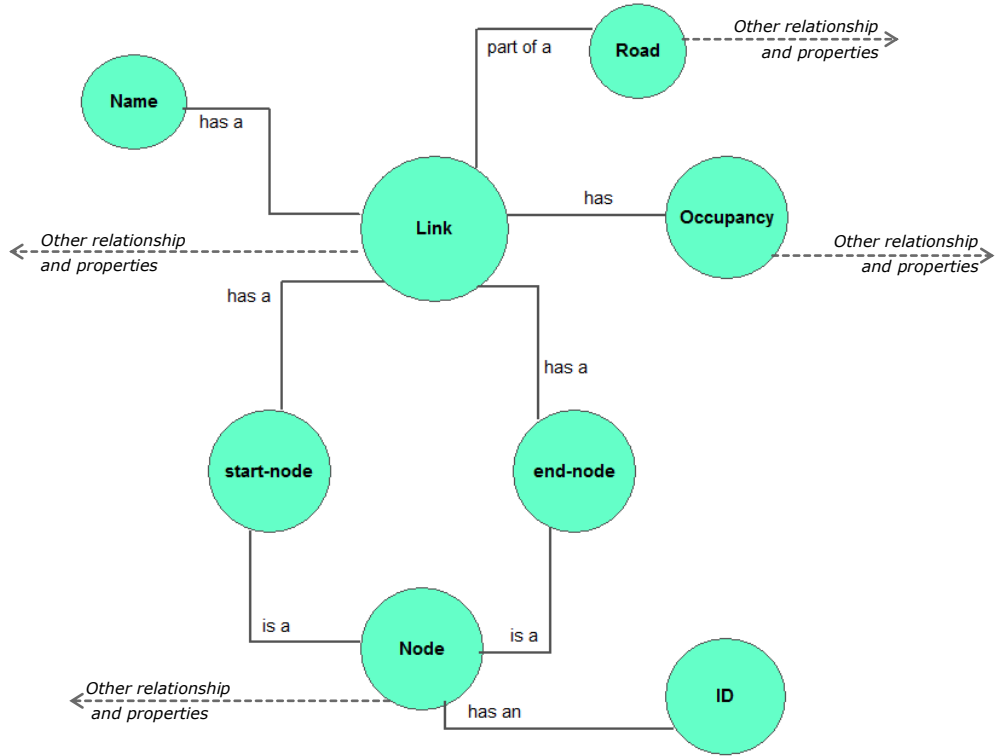 Other relationship
and properties
part of a
Road
Name
has a
has
Occupancy
Link
Other relationship
and properties
Other relationship
and properties
has a
has a
start-node
end-node
is a
is a
Node
Other relationship
and properties
ID
has an